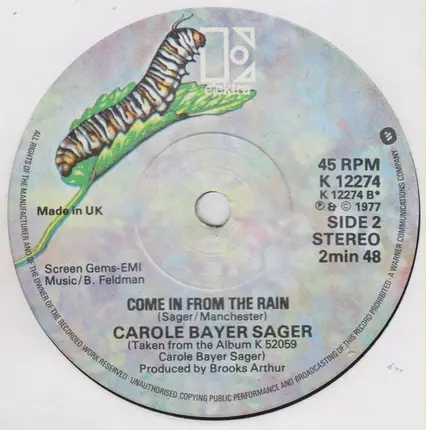 elektra
45 RPM
K 12274
K 12274 B*
℗ & © 1977
SIDE 2
STEREO
2min 48
Made in UK
Screen Gems-EMI
Music/B. Feldman
COME IN FROM THE RAIN
(Sager/Manchester)
CAROLE BAYER SAGER
(Taken from the Album K 52059
Carole Bayer Sager)
Produced by Brooks Arthur
ALL RIGHTS OF THE MANUFACTURER AND OF THE OWNER OF THE RECORDED WORK RESERVED · UNAUTHORISED COPYING PUBLIC PERFORMANCE AND BROADCASTING OF THIS RECORD PROHIBITED
A WARNER COMMUNICATIONS COMPANY